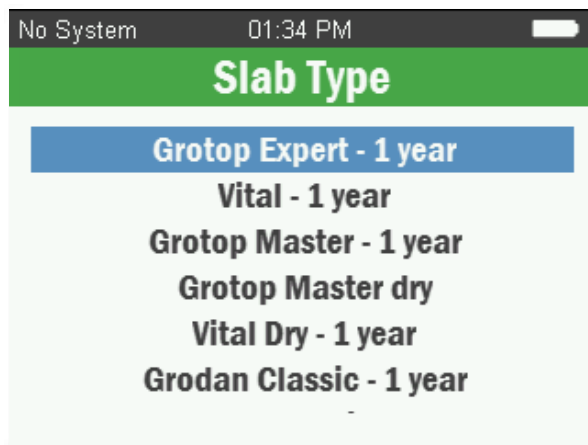 No System 01:34 PM
Slab Type
Grotop Expert - 1 year
Vital - 1 year
Grotop Master - 1 year
Grotop Master dry
Vital Dry - 1 year
Grodan Classic - 1 year